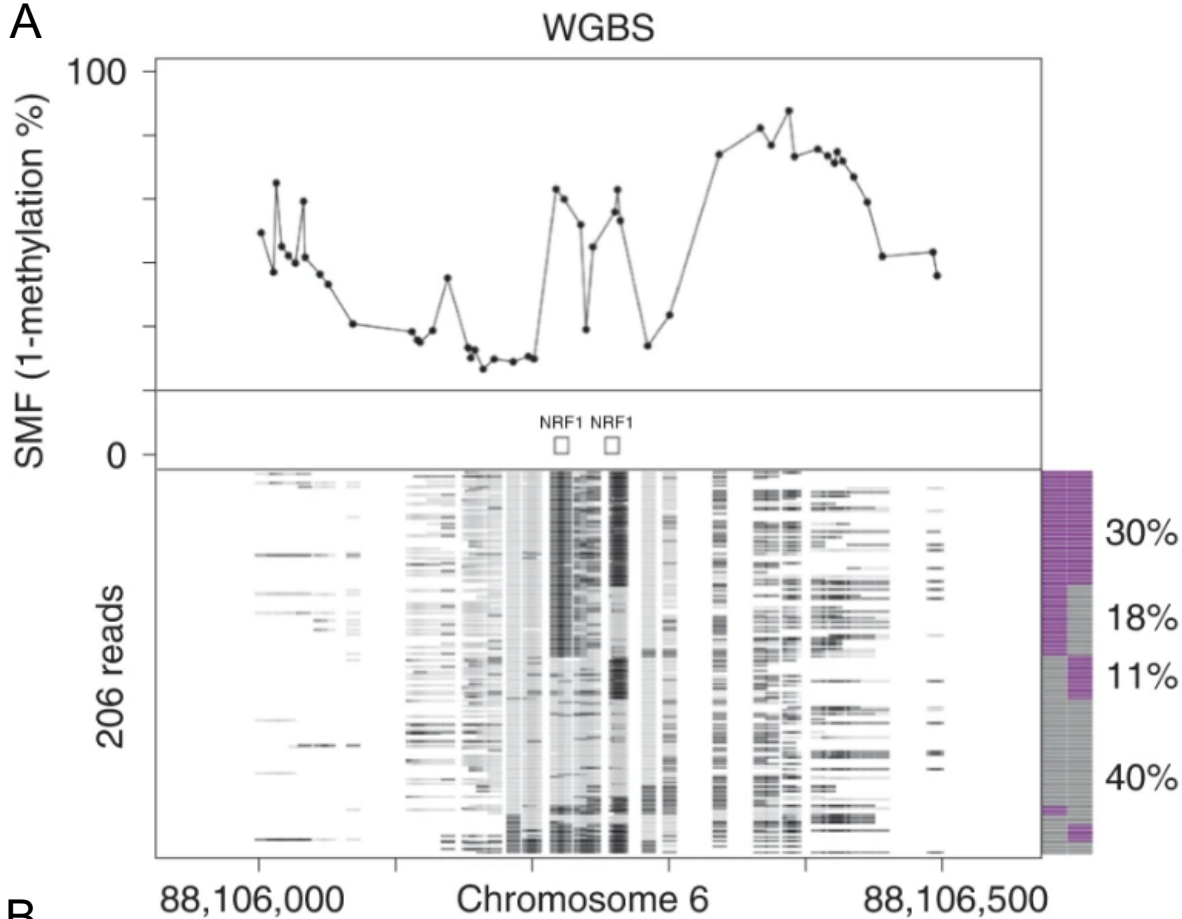 A
WGBS
100
SMF (1-methylation %)
NRF1 NRF1
0
206 reads
30%
18%
11%
40%
88,106,000 Chromosome 6 88,106,500
B